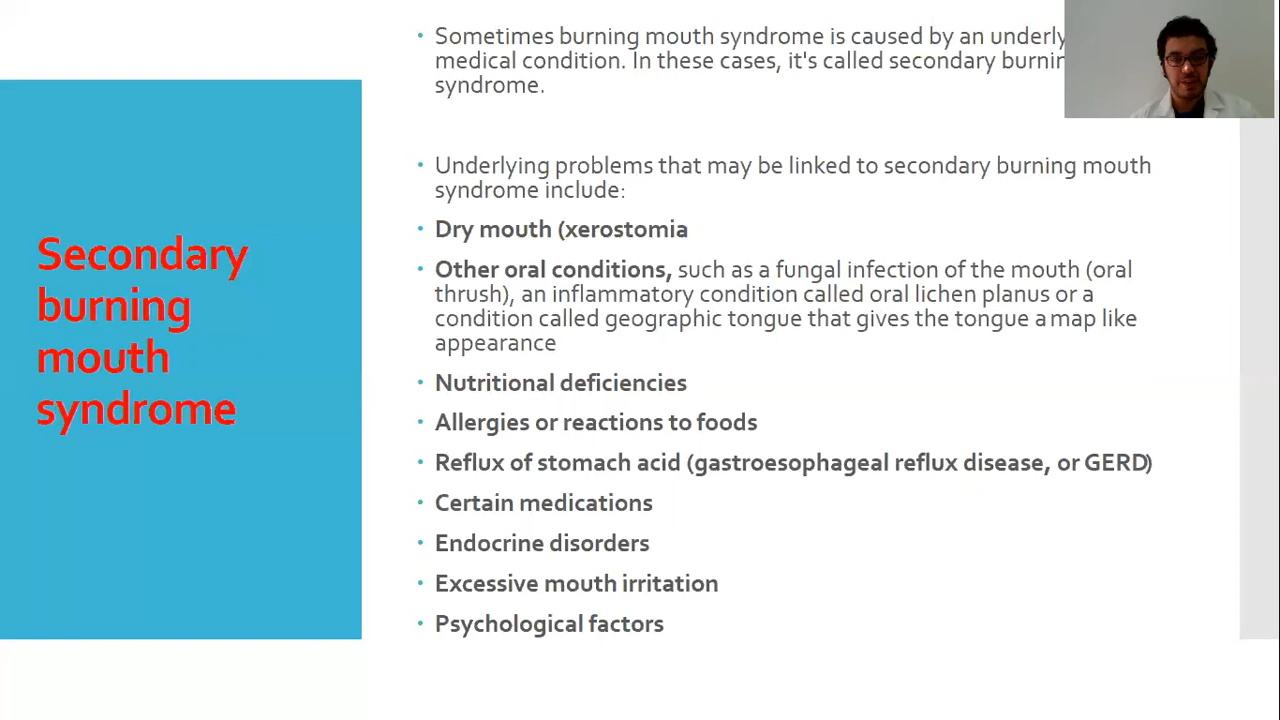 Secondary
burning
mouth
syndrome
• Sometimes burning mouth syndrome is caused by an
medical condition. In these cases, it's called secondary
syndrome.
• Underlying problems that may be linked to secondary burning mouth
syndrome include:
• Dry mouth (xerostomia
• Other oral conditions, such as a fungal infection of the mouth (oral
thrush), an inflammatory condition called oral lichen planus or a
condition called geographic tongue that gives the tongue a map like
appearance
• Nutritional deficiencies
• Allergies or reactions to foods
• Reflux of stomach acid (gastroesophageal reflux disease, or GERD)
• Certain medications
• Endocrine disorders
• Excessive mouth irritation
• Psychological factors